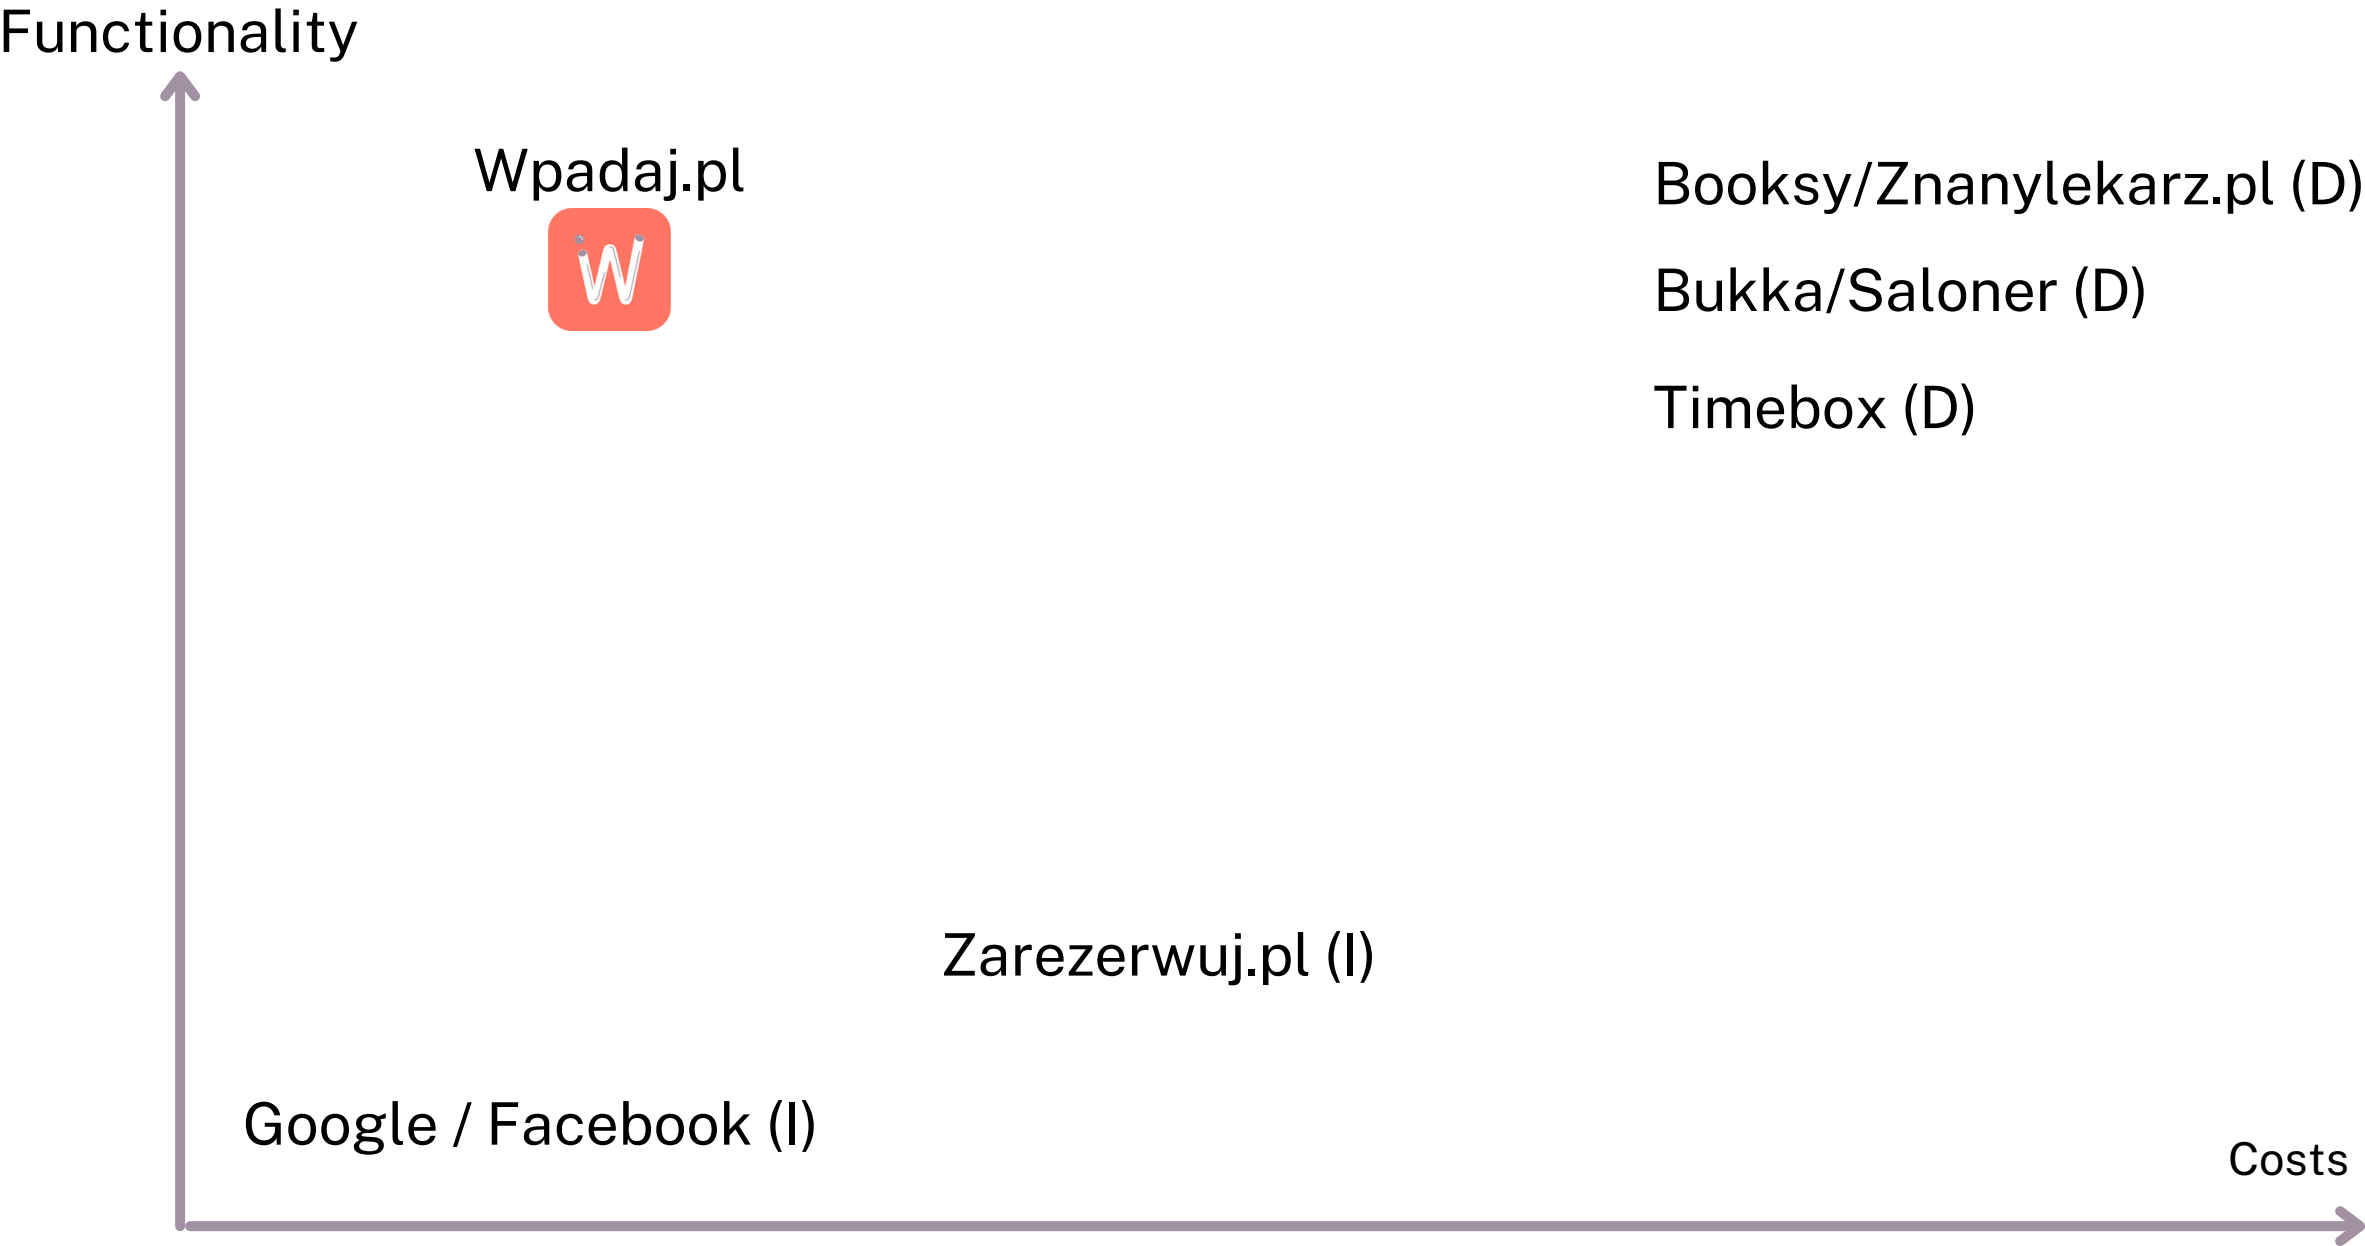 Functionality
Wpadaj.pl
W
Booksy/Znanylekarz.pl (D)
Bukka/Saloner (D)
Timebox (D)
Zarezerwuj.pl (I)
Google / Facebook (I)
Costs